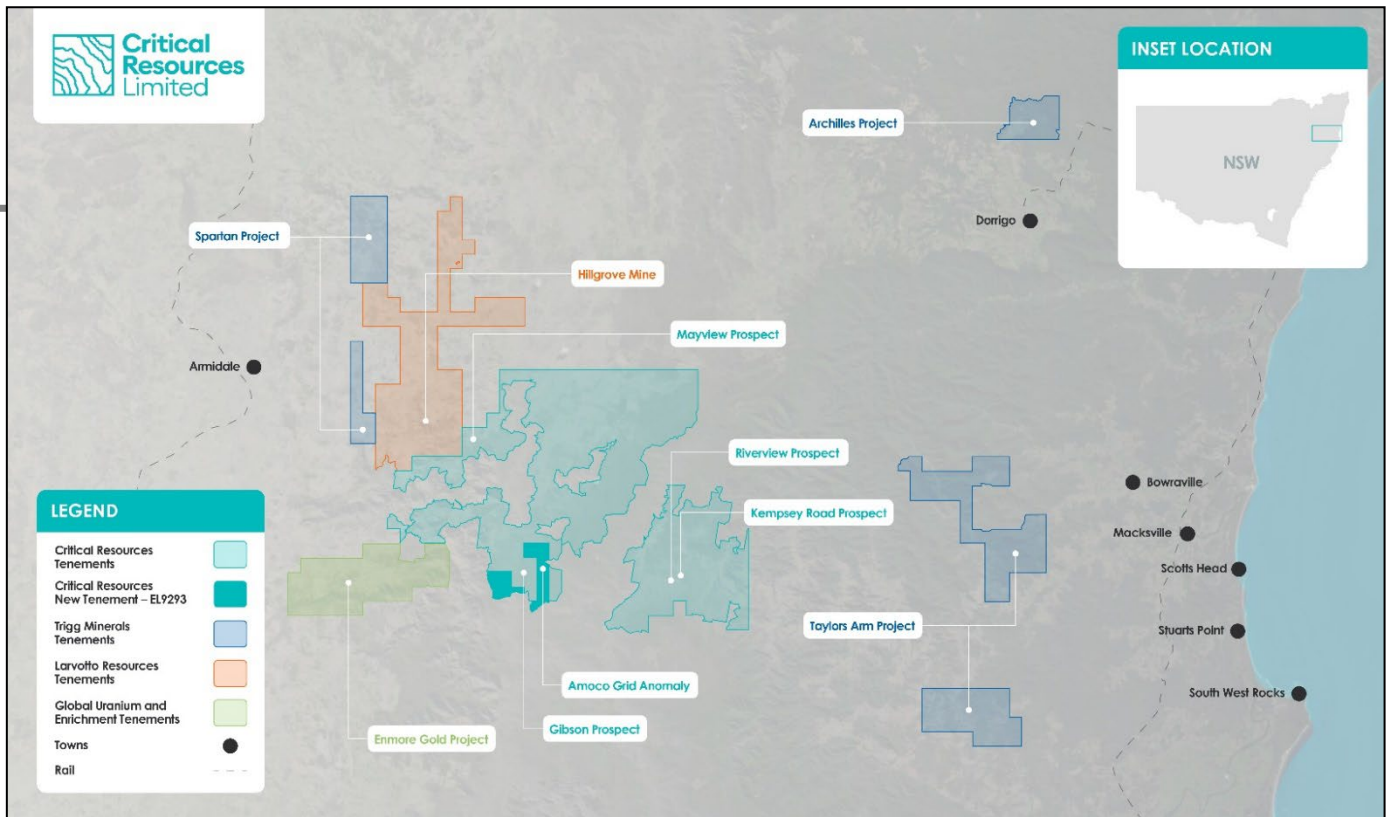 Critical
Resources
Limited
INSET LOCATION
NSW
Archilles Project
Dorrigo
Spartan Project
Hillgrove Mine
Mayview Prospect
Armidale
Riverview Prospect
Bowraville
Kempsey Road Prospect
Macksville
Scotts Head
Taylors Arm Project
Stuarts Point
Amoco Grid Anomaly
South West Rocks
Gibson Prospect
Enmore Gold Project
LEGEND
Critical Resources
Tenements
Critical Resources
New Tenement – EL9293
Trigg Minerals
Tenements
Larvotto Resources
Tenements
Global Uranium and
Enrichment Tenements
Towns
Rail